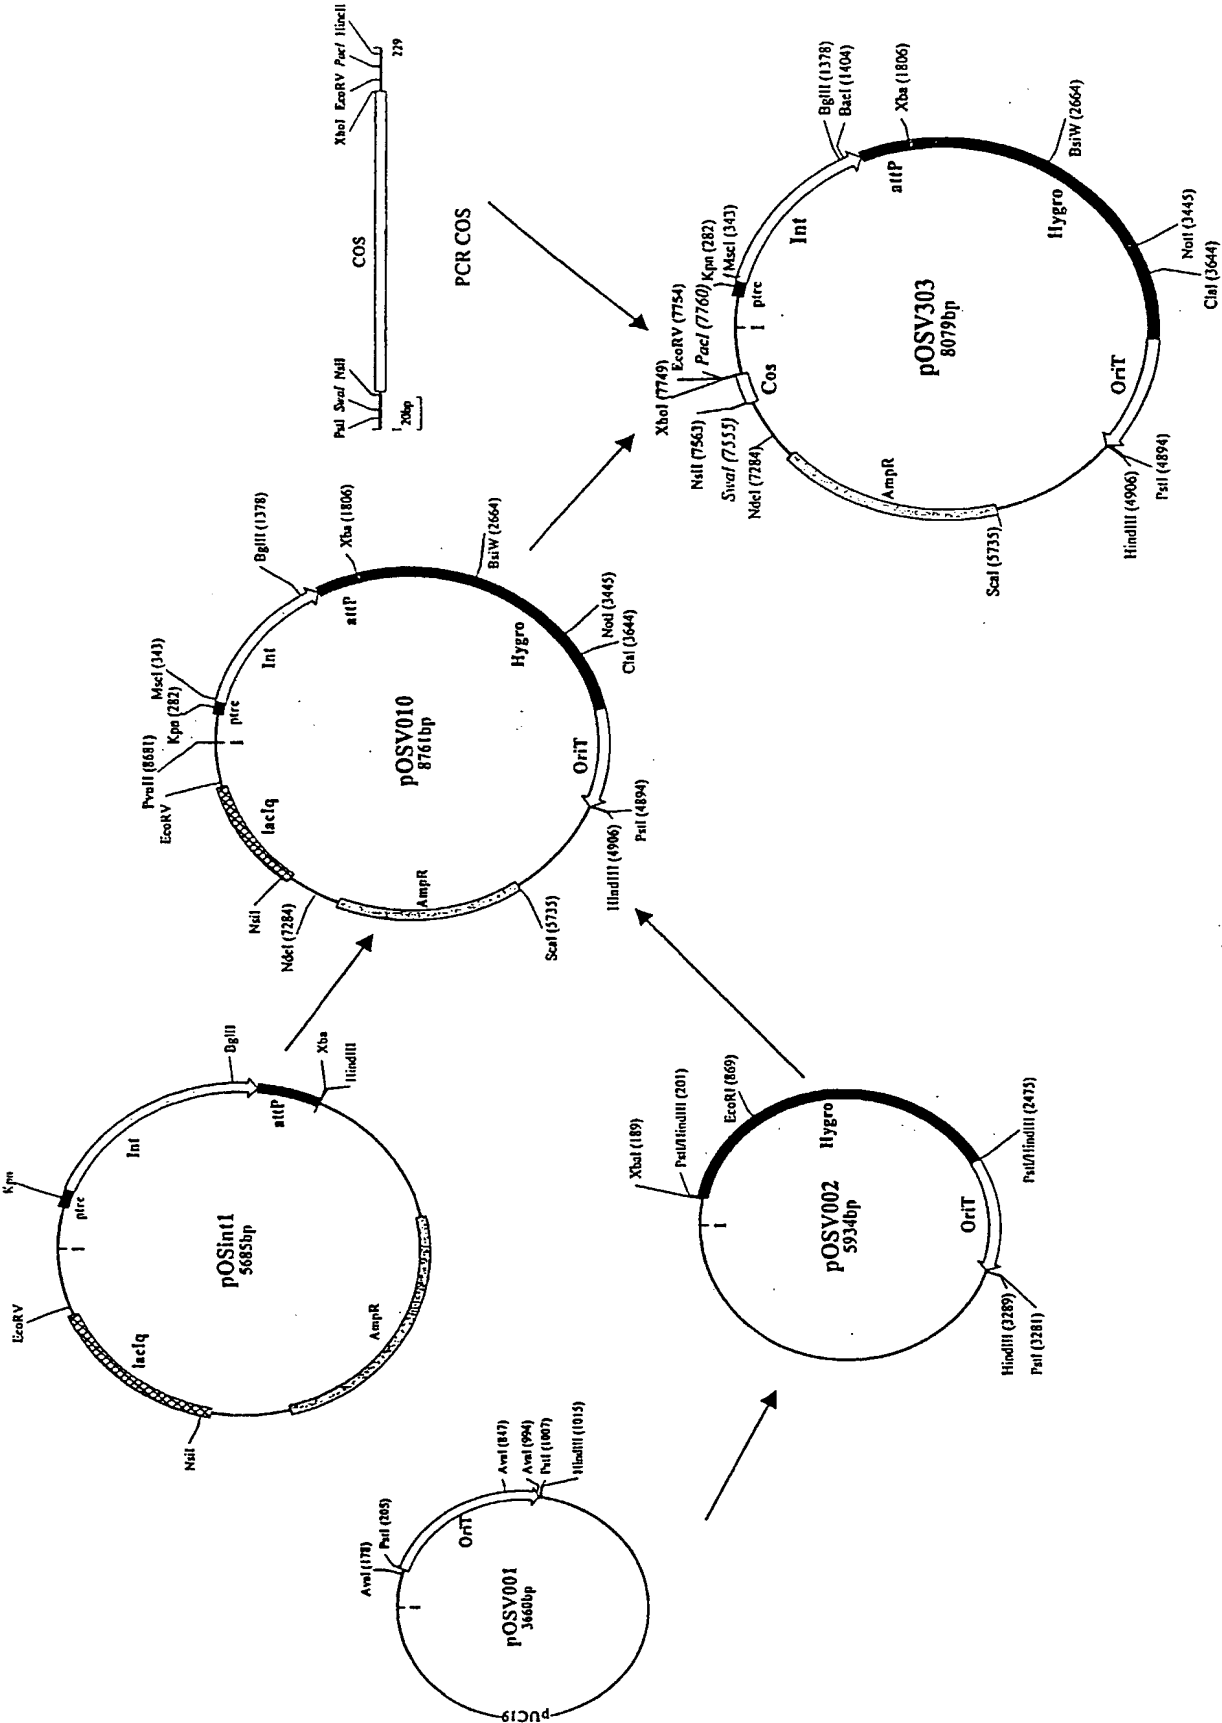 pOSV001
3660bp
pUC19
AvaI (178)
PstI (205)
OriT
AvaI (847)
AvaI (994)
PstI (1007)
HindIII (1015)
pOSint1
5685bp
1
EcoRV
Kpn
ptrc
Int
BglII
attP
Xba
HindIII
AmpR
NsiI
lacIq
pOSV002
5934bp
1
XbaI (189)
PstI/HindIII (201)
EcoRI (869)
Hygro
PstI/HindIII (2475)
OriT
HindIII (3289)
PstI (3281)
pOSV010
8761bp
1
EcoRV
PvuII (8681)
Kpn (282)
MscI (343)
ptrc
Int
BglII (1378)
attP
Xba (1806)
BsiW (2664)
Hygro
NotI (3445)
ClaI (3644)
OriT
PstI (4894)
HindIII (4906)
ScaI (5735)
AmpR
NdeI (7284)
NsiI
lacIq
PstI SwaI NsiI
COS
XhoI EcoRV PacI HincII
20bp
229
PCR COS
pOSV303
8079bp
1
XhoI (7749)
EcoRV (7754)
PacI (7760)
Kpn (282)
MscI (343)
ptrc
Int
BglII (1378)
BacI (1404)
attP
Xba (1806)
BsiW (2664)
Hygro
NotI (3445)
ClaI (3644)
OriT
PstI (4894)
HindIII (4906)
ScaI (5735)
AmpR
NdeI (7284)
SwaI (7555)
NsiI (7563)
Cos